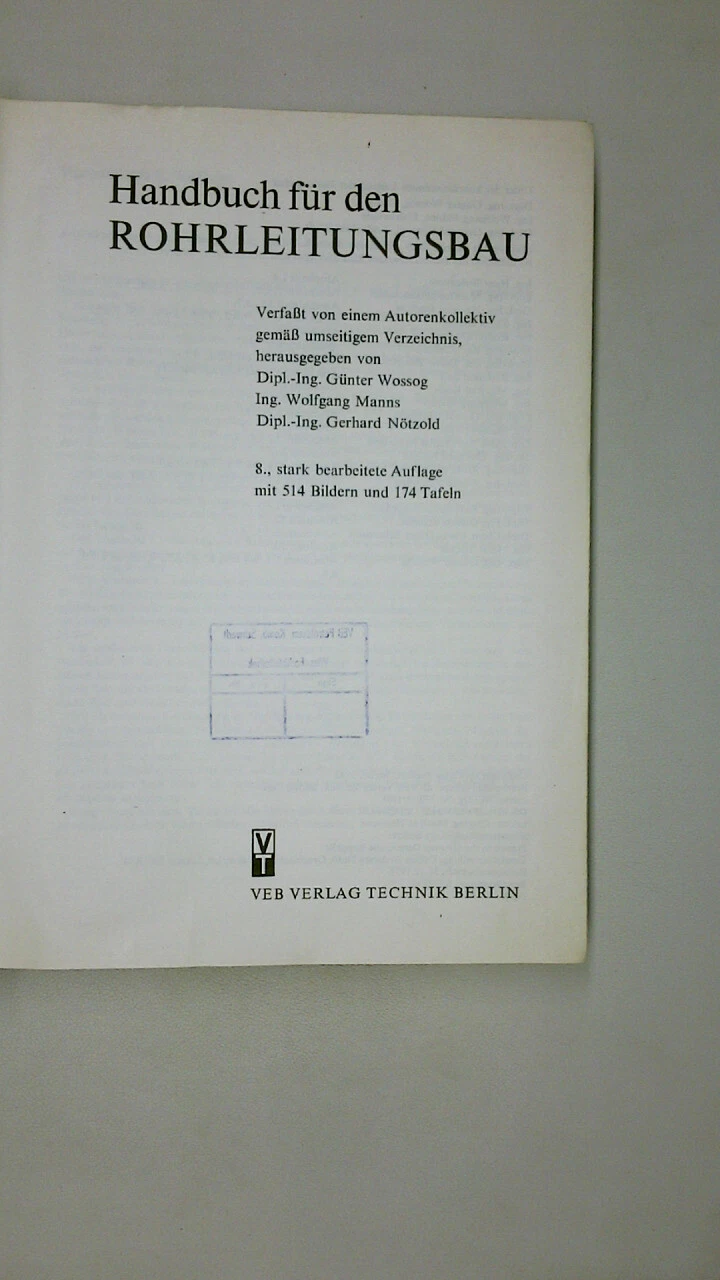 Handbuch für den
ROHRLEITUNGSBAU
Verfaßt von einem Autorenkollektiv
gemäß umseitigem Verzeichnis,
herausgegeben von
Dipl.-Ing. Günter Wossog
Ing. Wolfgang Manns
Dipl.-Ing. Gerhard Nötzold
8., stark bearbeitete Auflage
mit 514 Bildern und 174 Tafeln
VEB
V
T
VEB VERLAG TECHNIK BERLIN